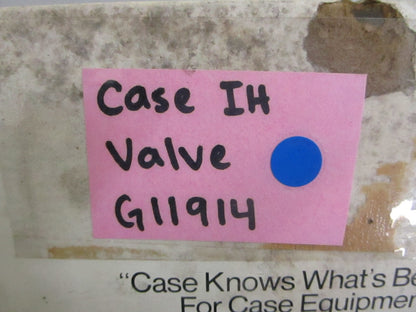 Case IH
Valve
G11914
"Case Knows What's Be
For Case Equipmen